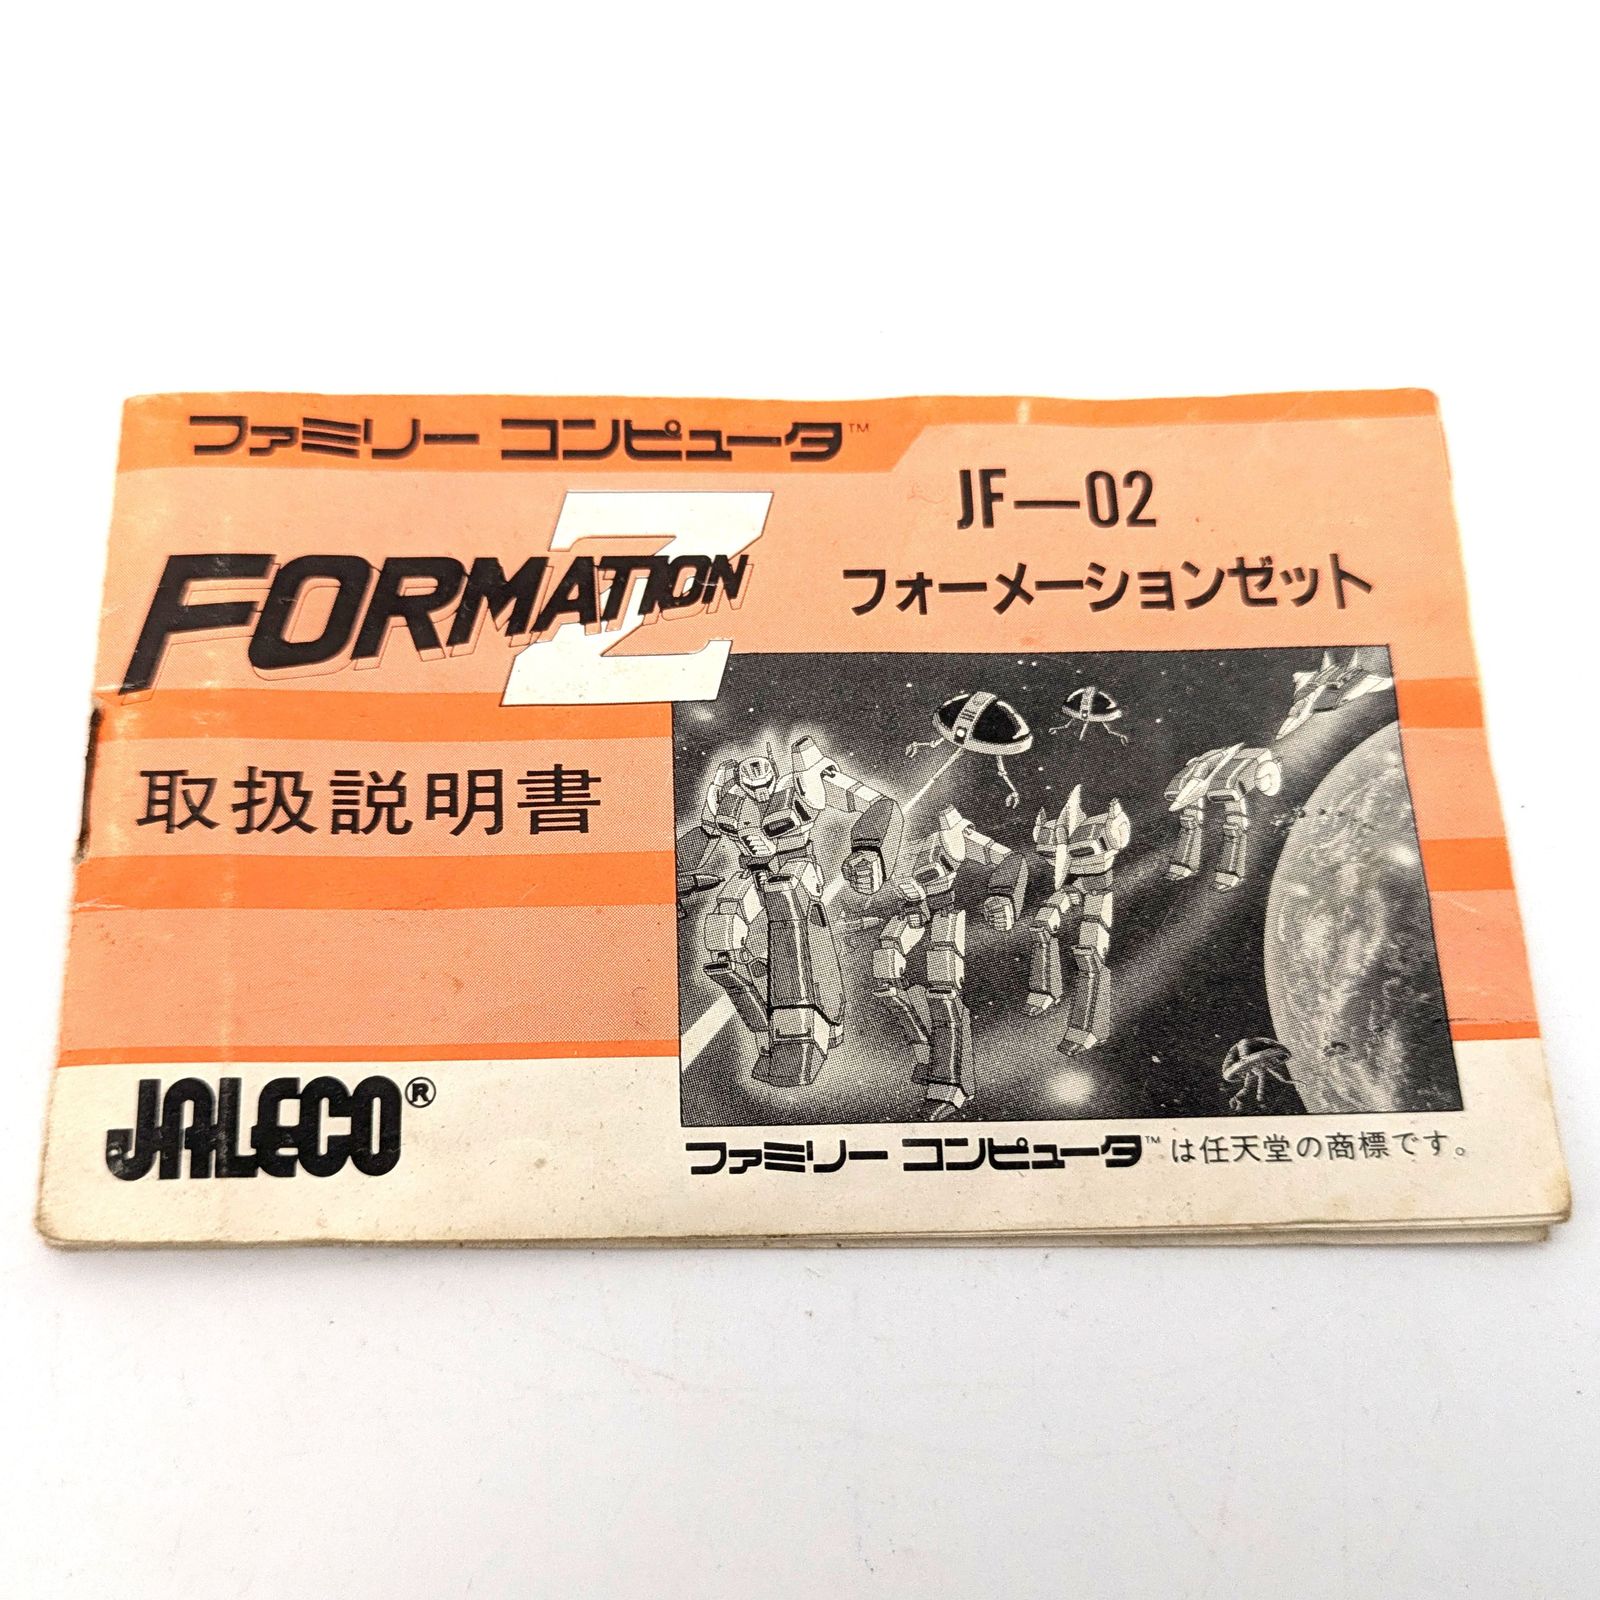 ファミリー コンピュータ™
FORMATION Z
JF—02
フォーメーションゼット
取扱説明書
JALECO®
ファミリー コンピュータ™は任天堂の商標です。